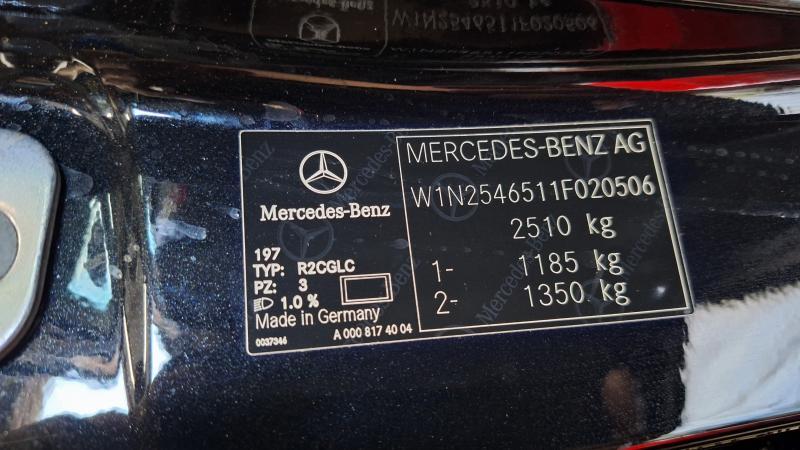 Mercedes-Benz
197
TYP: R2CGLC
PZ: 3
1.0 %
Made in Germany
0037346
A 000 817 40 04
MERCEDES-BENZ AG
W1N2546511F020506
2510 kg
1- 1185 kg
2- 1350 kg